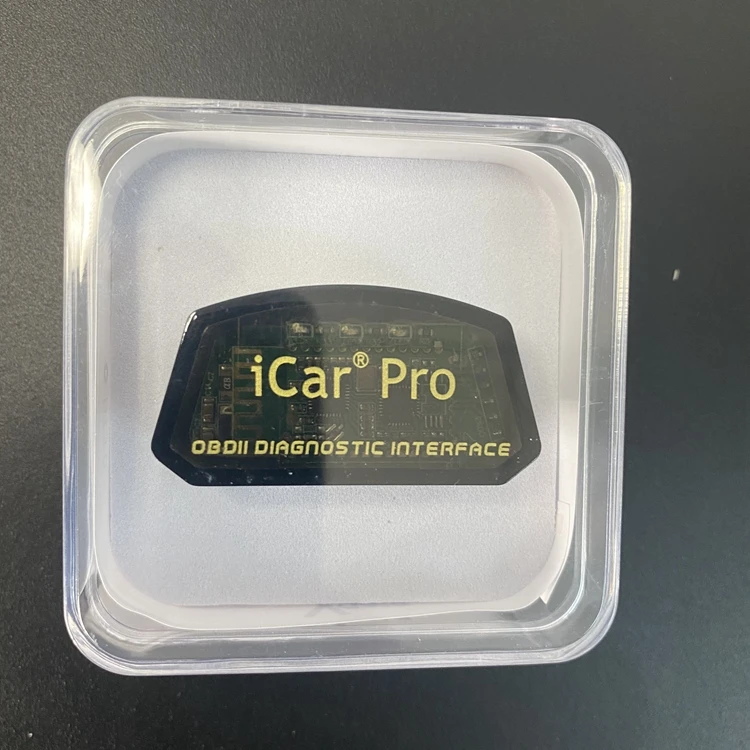 iCar® Pro
OBDII DIAGNOSTIC INTERFACE